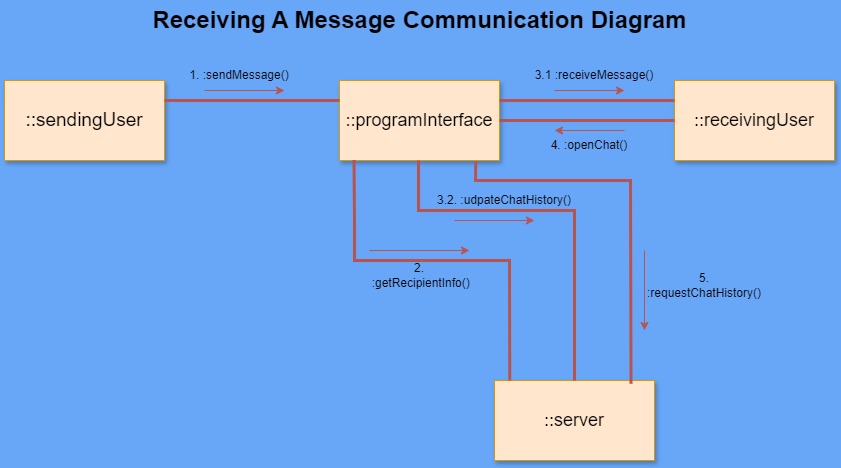 Receiving A Message Communication Diagram
1. :sendMessage()
3.1 :receiveMessage()
::sendingUser
::programInterface
::receivingUser
4. :openChat()
3.2. :udpateChatHistory()
2.
:getRecipientInfo()
5.
:requestChatHistory()
::server